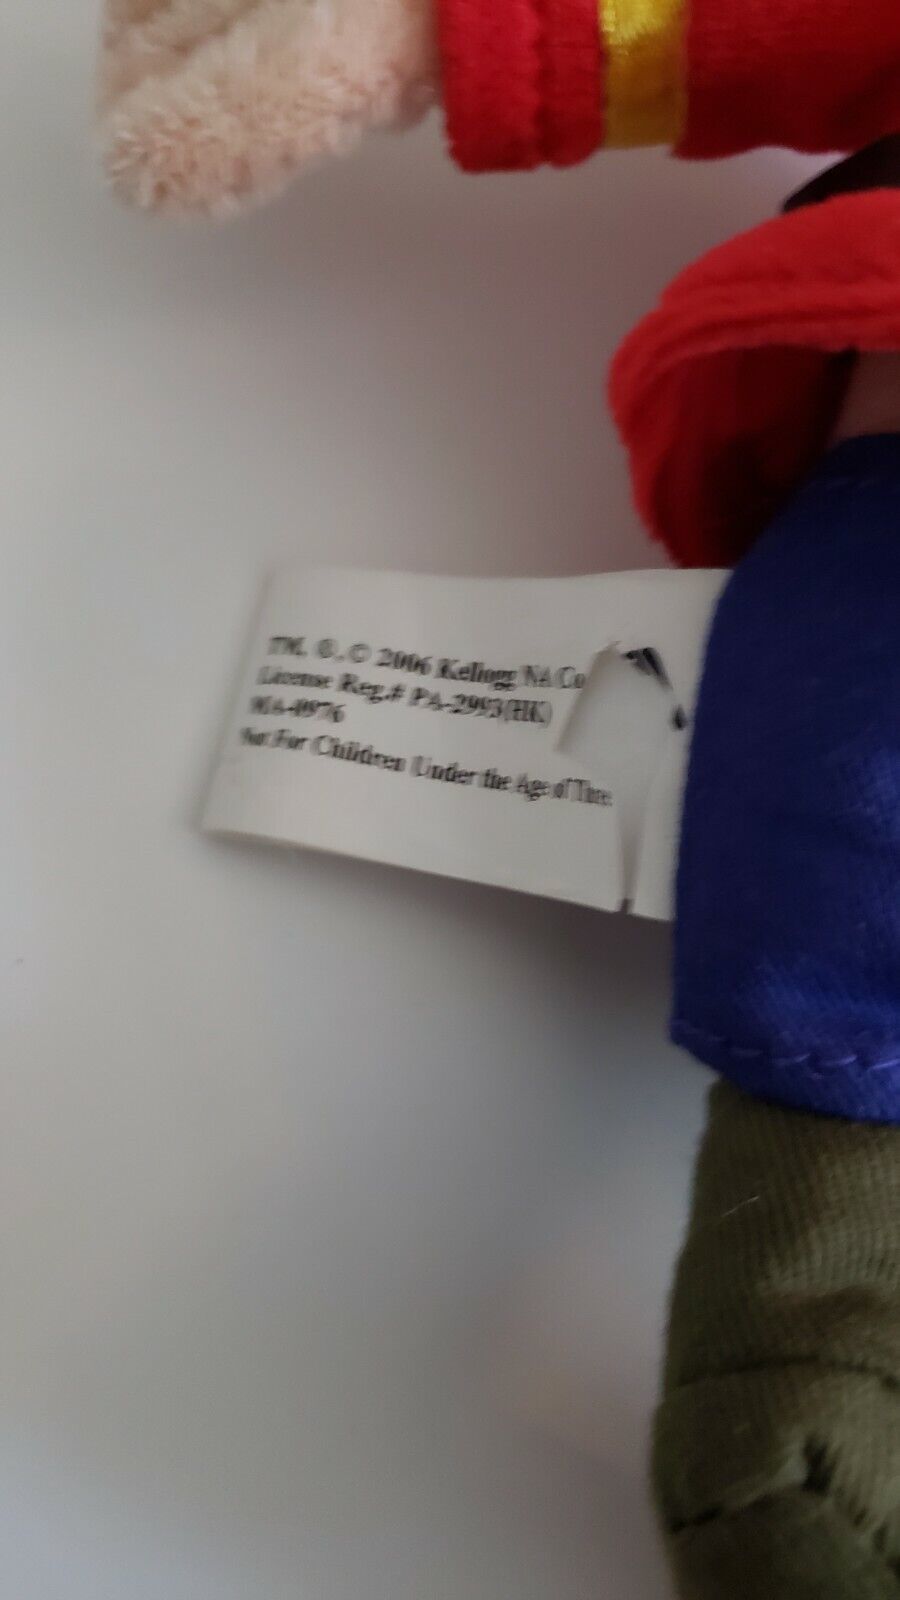 TM, ®, © 2006 Kellogg NA Co
License Reg.# PA-2993(HK)
Not For Children Under the Age of Three